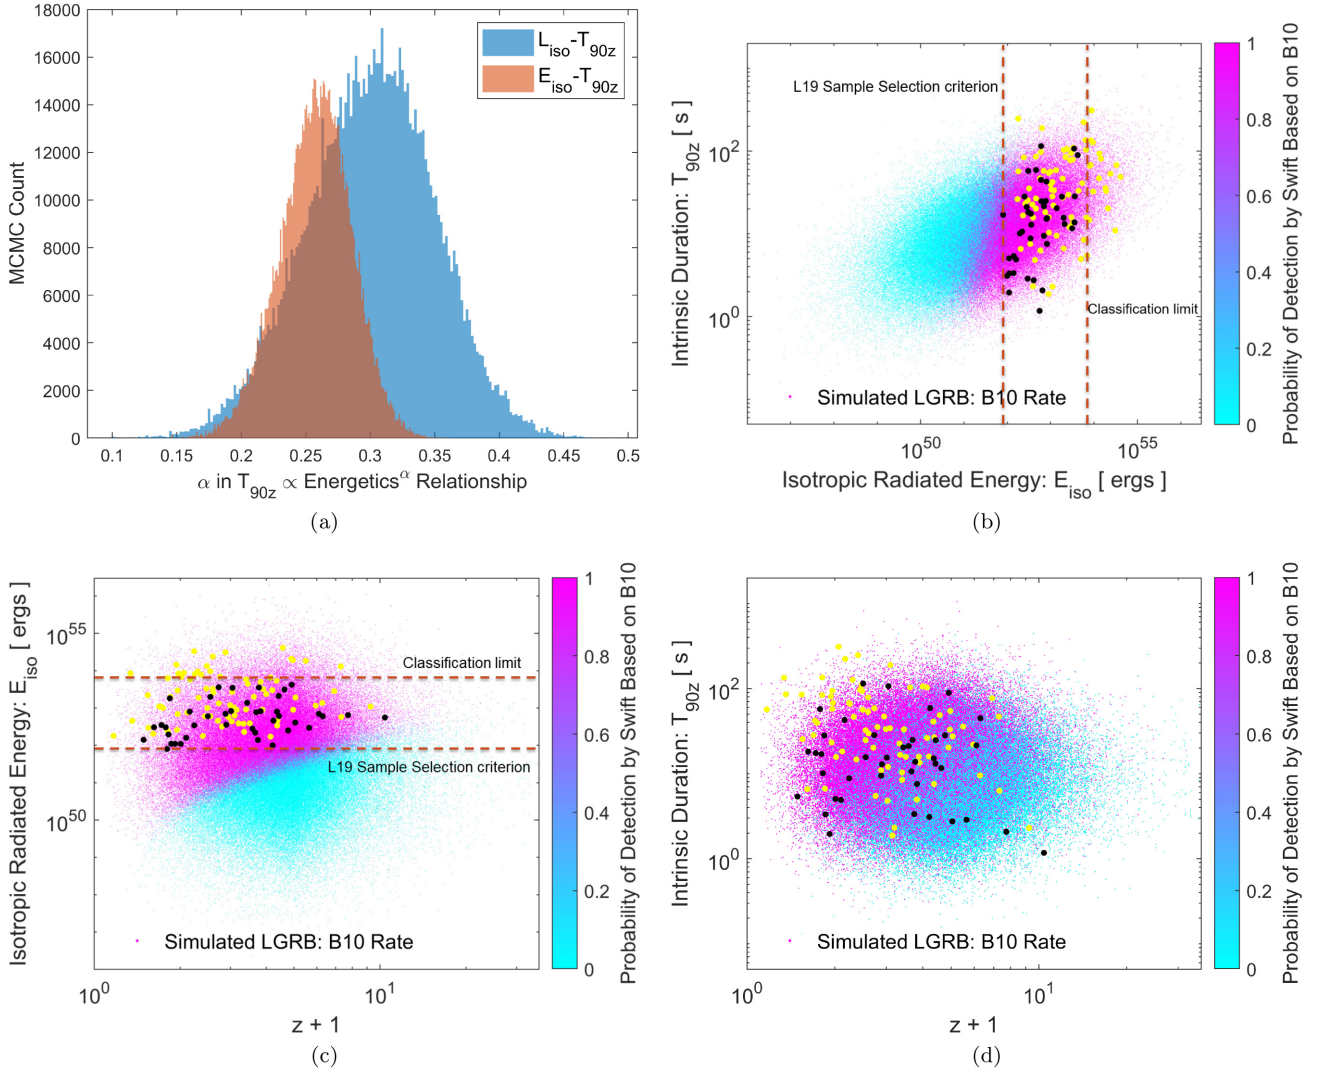 18000
16000
14000
12000
10000
8000
6000
4000
2000
0
MCMC Count
L_iso-T_90z
E_iso-T_90z
0.1 0.15 0.2 0.25 0.3 0.35 0.4 0.45 0.5
α in T_90z ∝ Energetics^α Relationship
(a)
Intrinsic Duration: T_90z [ s ]
10^2
10^0
L19 Sample Selection criterion
Classification limit
Simulated LGRB: B10 Rate
10^50 10^55
Isotropic Radiated Energy: E_iso [ ergs ]
1
0.8
0.6
0.4
0.2
0
Probability of Detection by Swift Based on B10
(b)
Isotropic Radiated Energy: E_iso [ ergs ]
10^55
10^50
Classification limit
L19 Sample Selection criterion
Simulated LGRB: B10 Rate
10^0 10^1
z + 1
1
0.8
0.6
0.4
0.2
0
Probability of Detection by Swift Based on B10
(c)
Intrinsic Duration: T_90z [ s ]
10^2
10^0
Simulated LGRB: B10 Rate
10^0 10^1
z + 1
1
0.8
0.6
0.4
0.2
0
Probability of Detection by Swift Based on B10
(d)